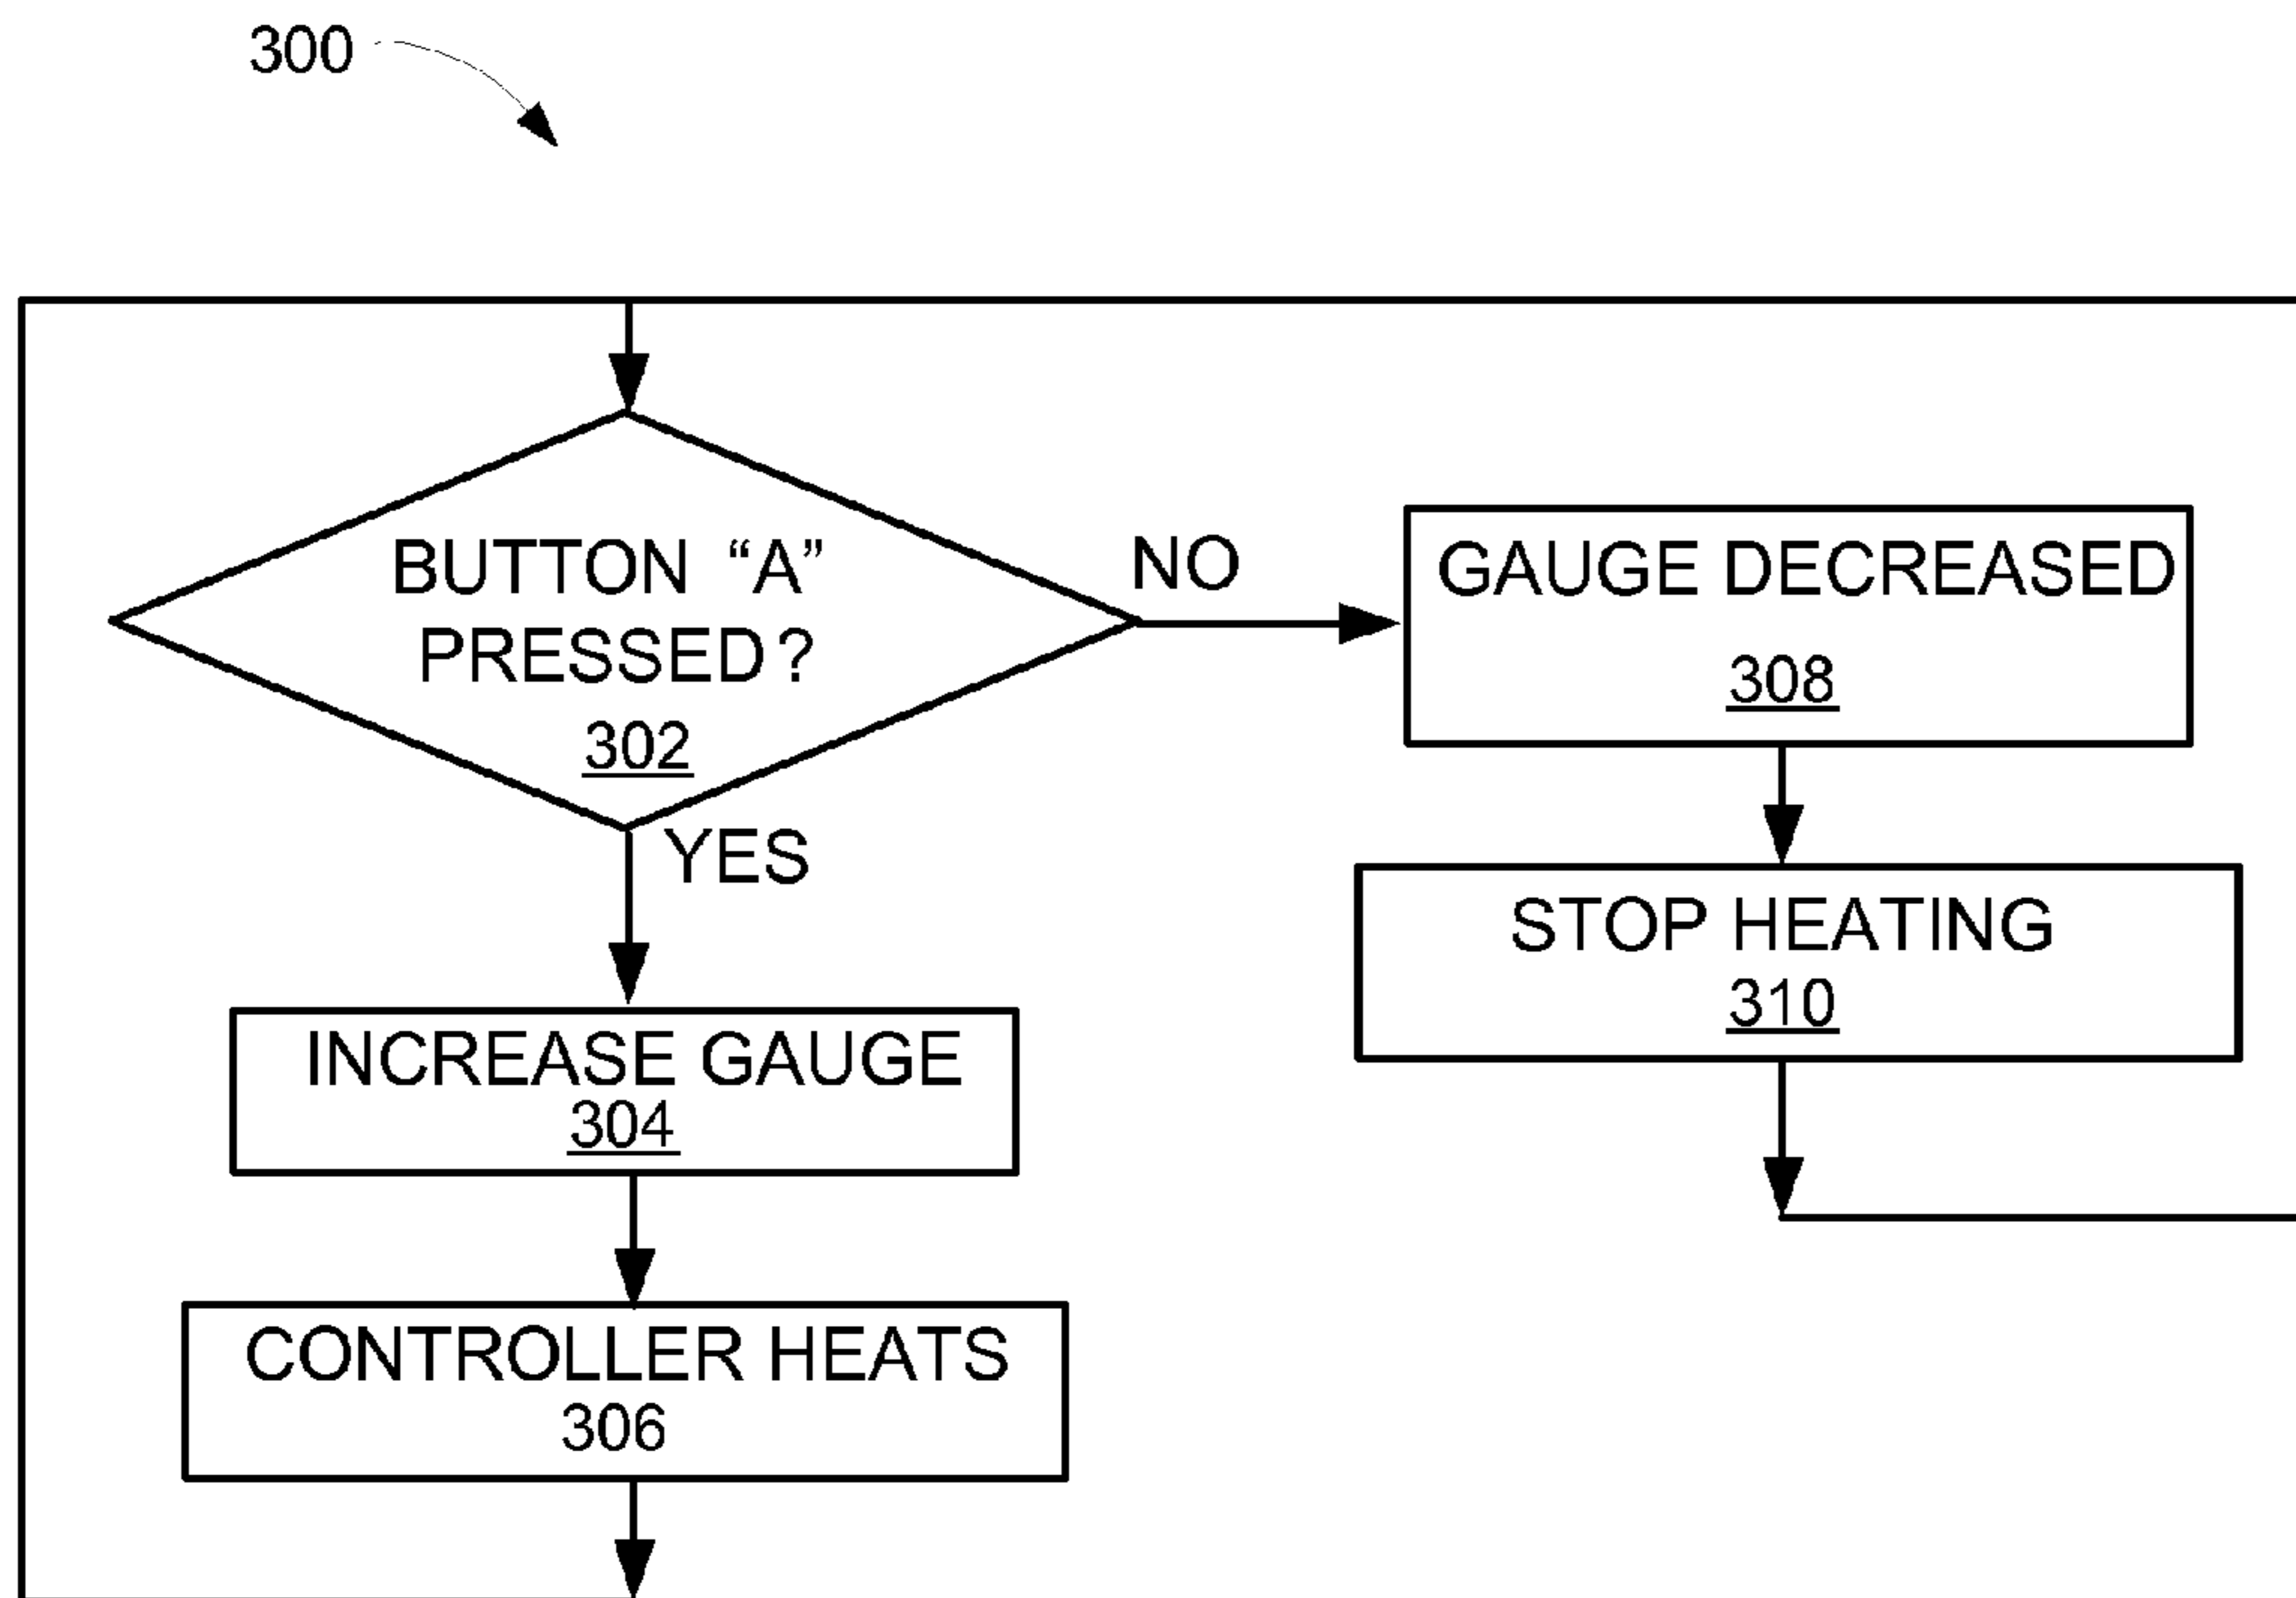 300
BUTTON “A”
PRESSED?
302
NO
YES
GAUGE DECREASED
308
STOP HEATING
310
INCREASE GAUGE
304
CONTROLLER HEATS
306